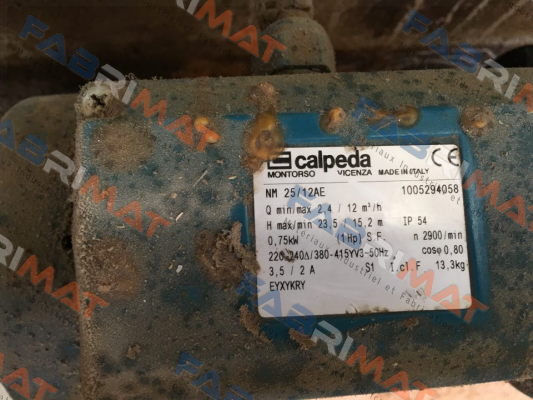 calpeda CE
MONTORSO VICENZA MADE IN ITALY
NM 25/12AE 1005294058
Q min/max 2,4 / 12 m³/h
H max/min 23,5 / 15,2 m IP 54
0,75kW (1Hp) S.F. n 2900/min
220-240Δ/380-415YV3~50Hz cosφ 0,80
3,5 / 2 A S1 I.cl.F 13,3kg
EYXYKRY
FABRIMAT
FABRIMAT
FABRIMAT
FABRIMAT
FABRIMAT